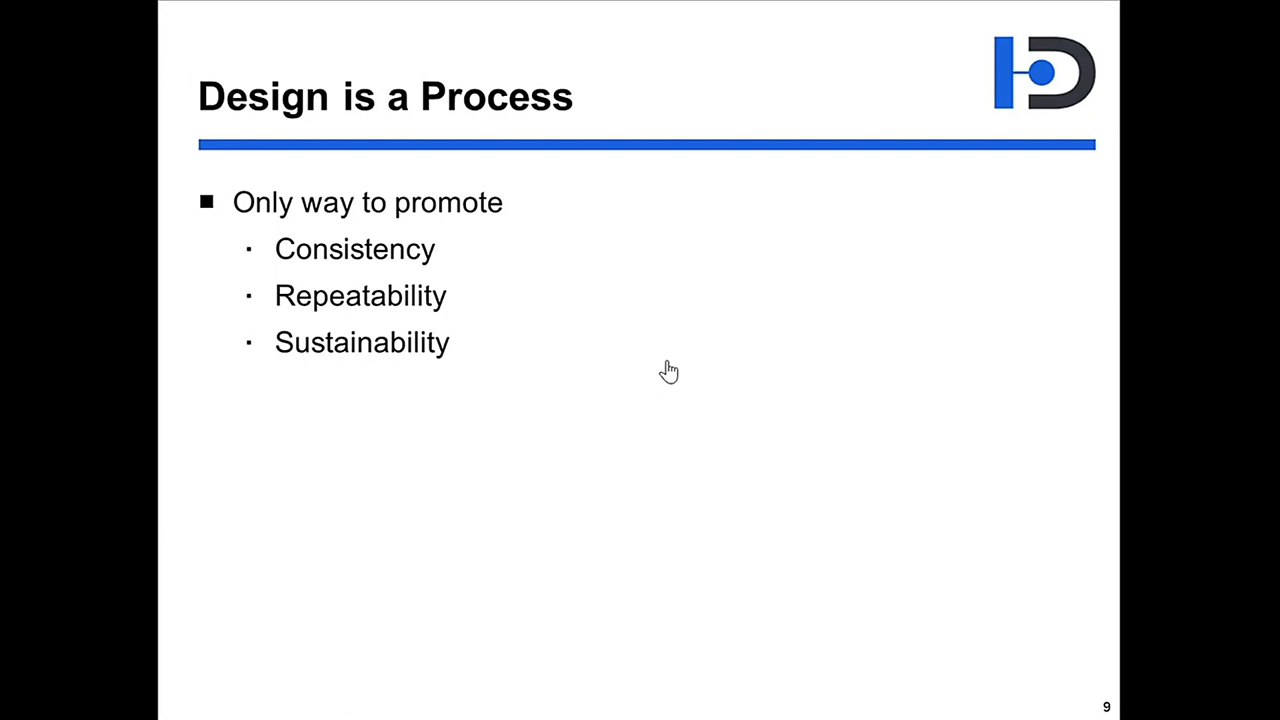 Design is a Process
Only way to promote
Consistency
Repeatability
Sustainability
9